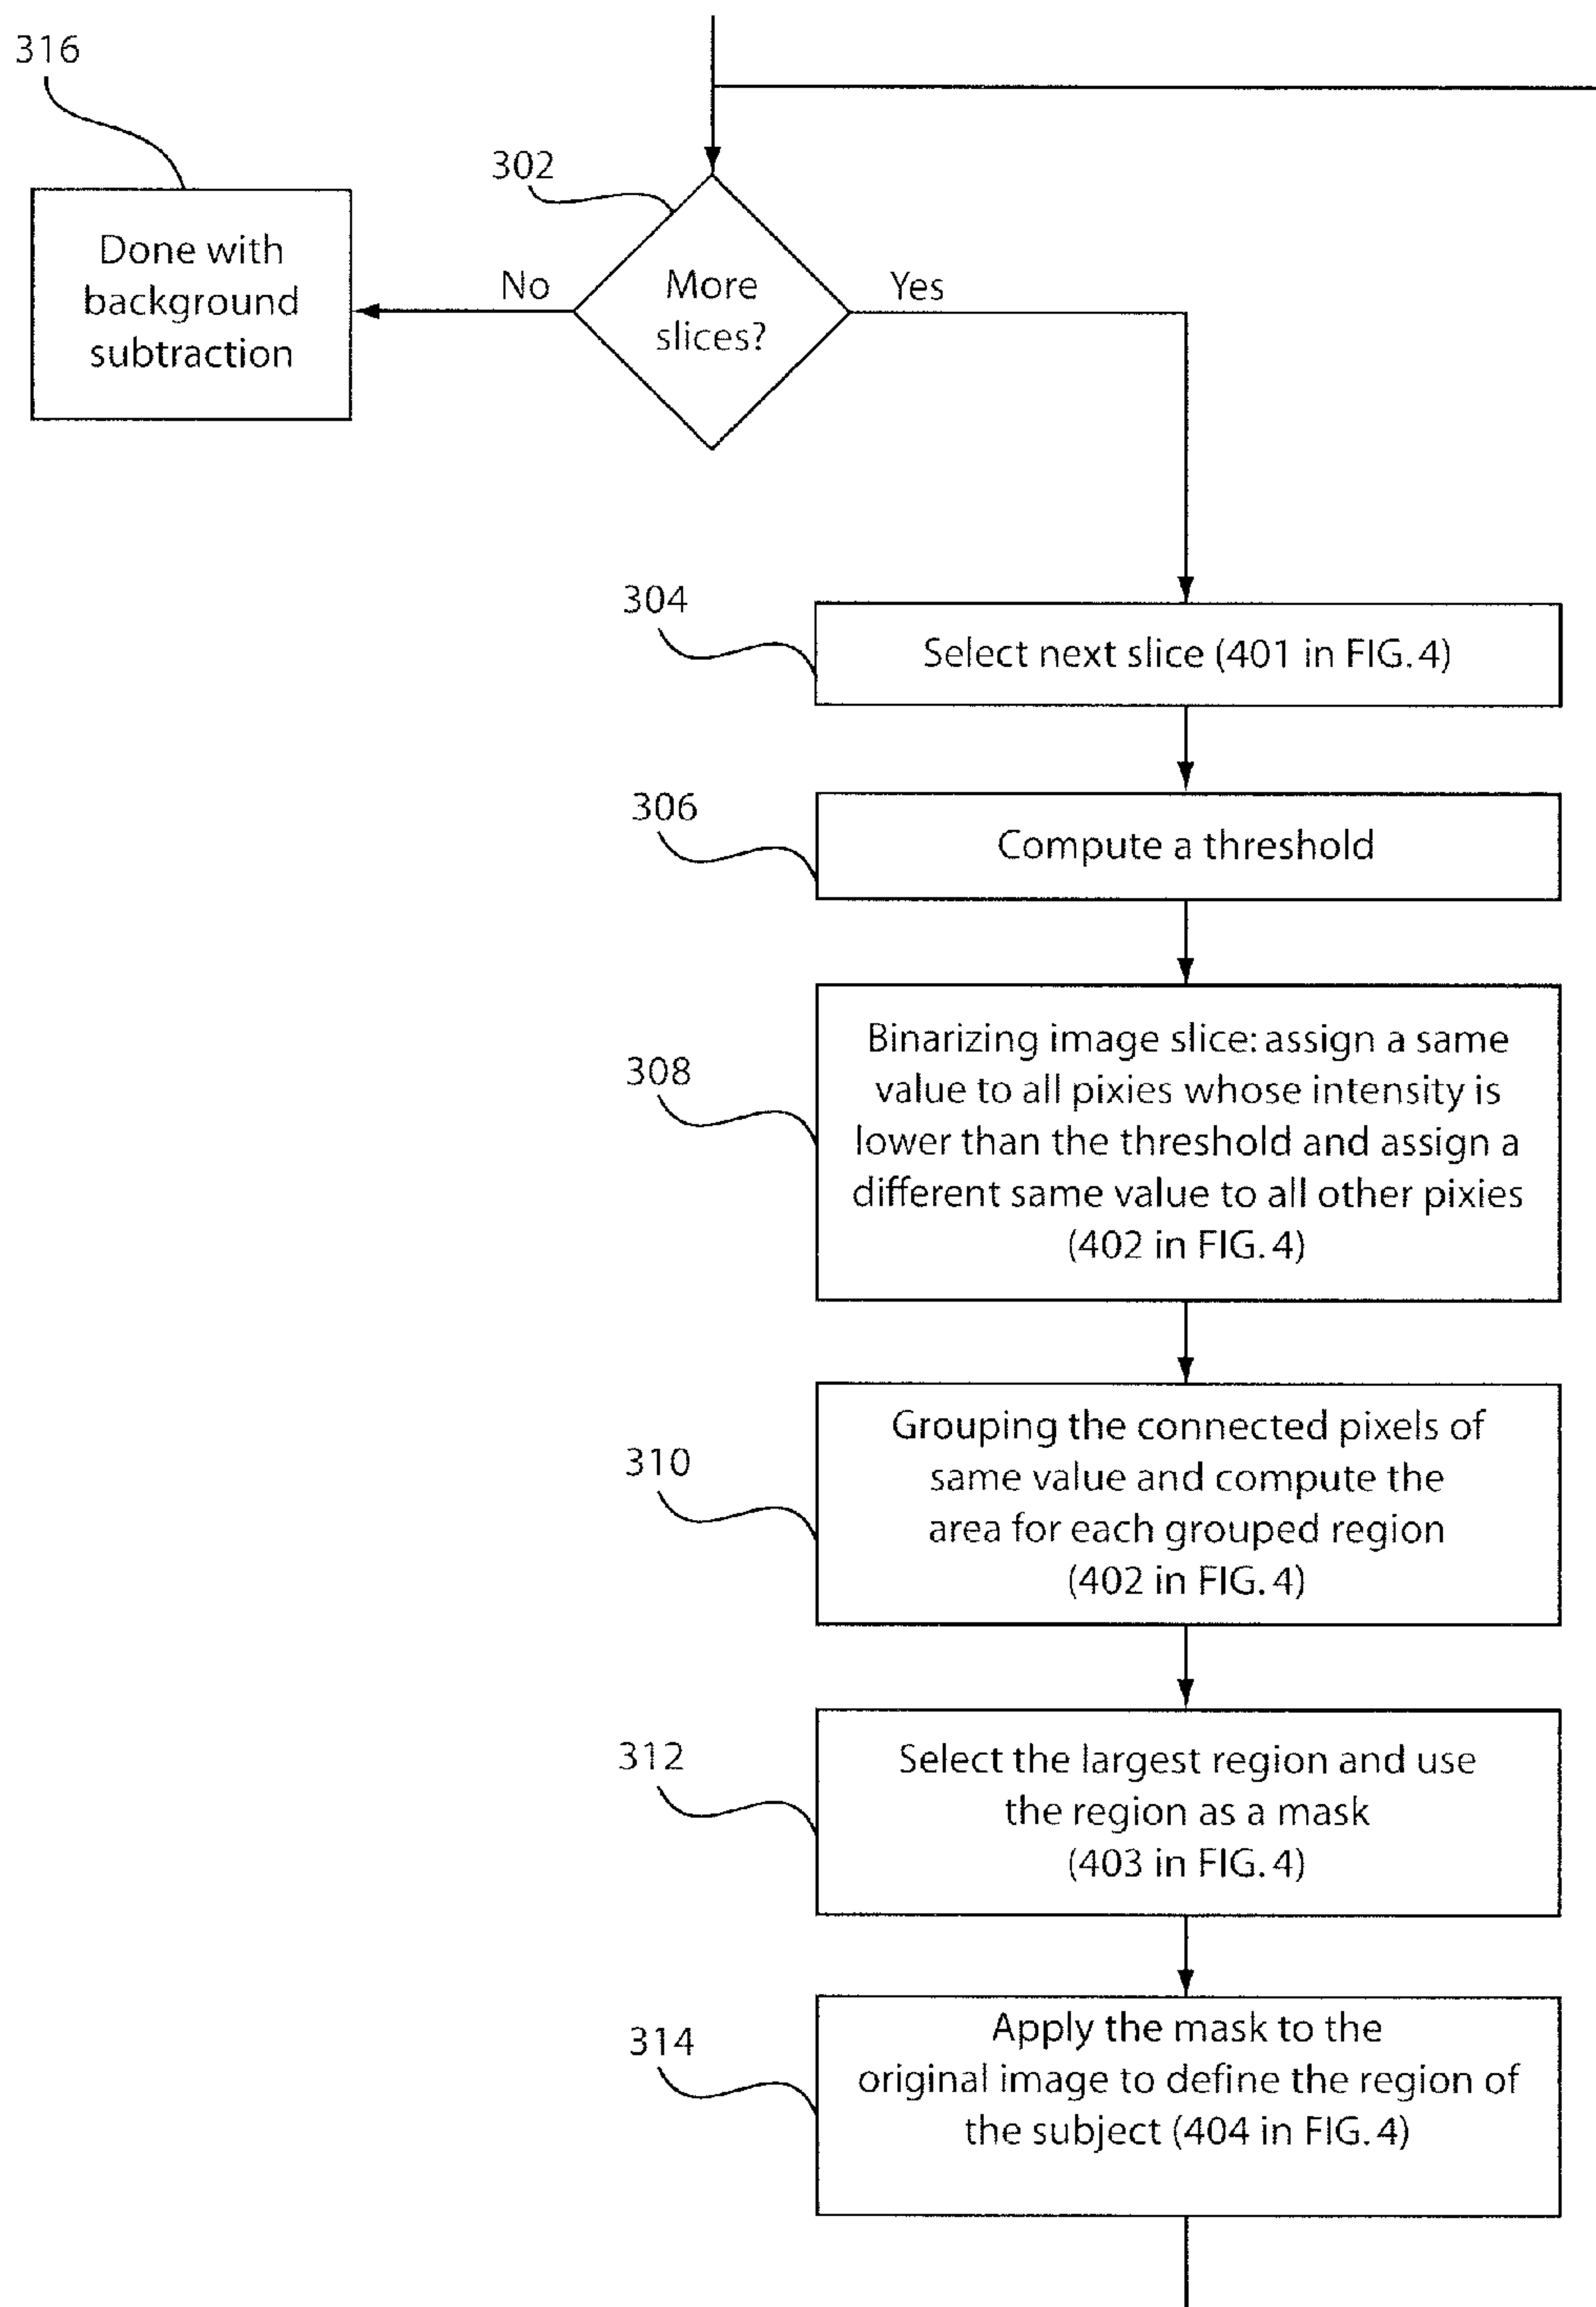 316
302
Done with
background
subtraction
No
More
slices?
Yes
304
Select next slice (401 in FIG. 4)
306
Compute a threshold
308
Binarizing image slice: assign a same
value to all pixies whose intensity is
lower than the threshold and assign a
different same value to all other pixies
(402 in FIG. 4)
310
Grouping the connected pixels of
same value and compute the
area for each grouped region
(402 in FIG. 4)
312
Select the largest region and use
the region as a mask
(403 in FIG. 4)
314
Apply the mask to the
original image to define the region of
the subject (404 in FIG. 4)